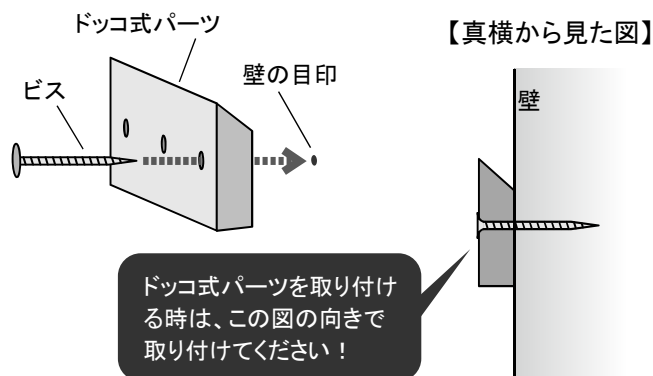 ドッコ式パーツ
【真横から見た図】
壁の目印
ビス
壁
ドッコ式パーツを取り付け
る時は、この図の向きで
取り付けてください！